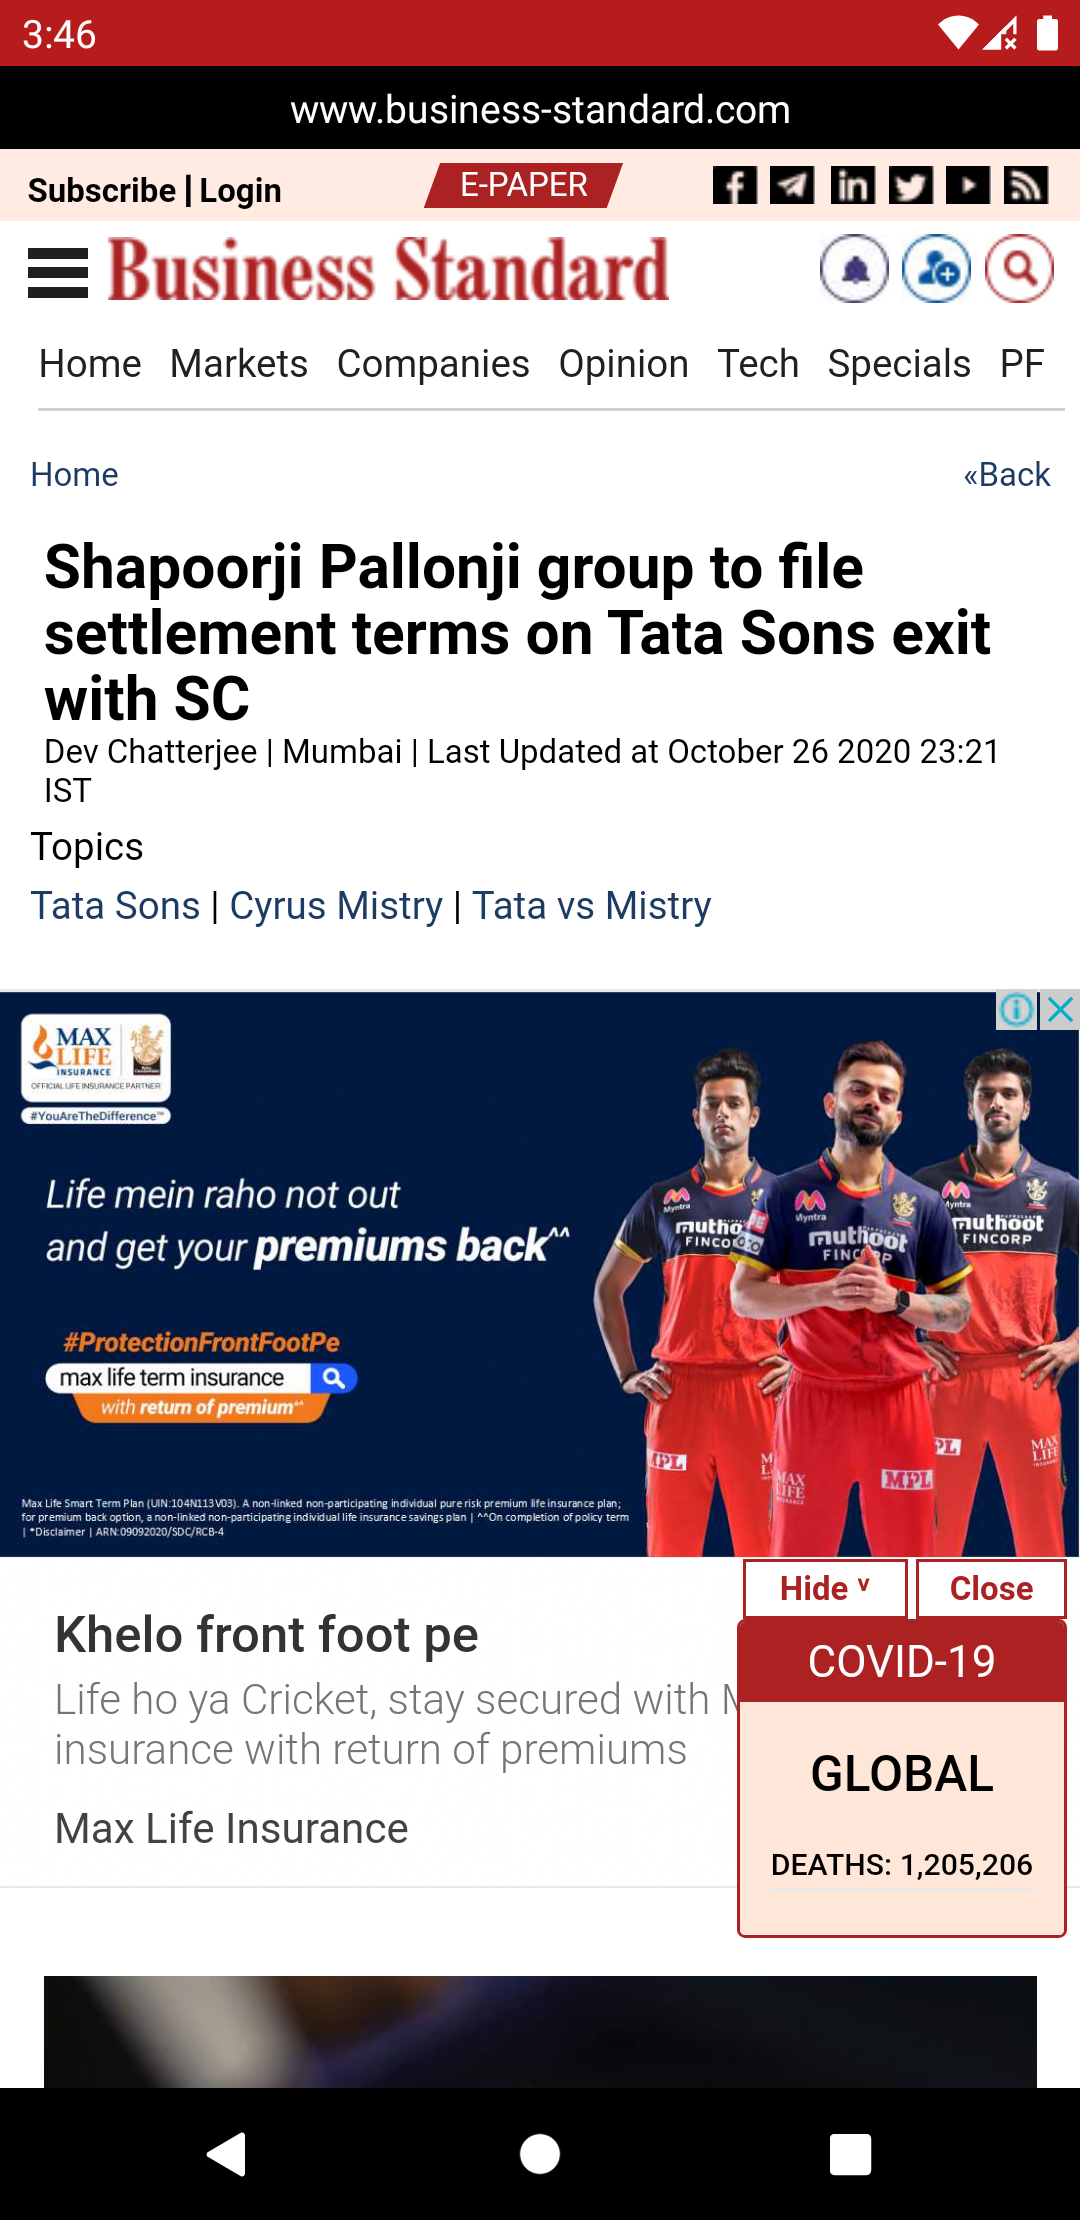 3:46
www.business-standard.com
Subscribe | Login
E-PAPER
Business Standard
Home Markets Companies Opinion Tech Specials PF
Home
«Back
Shapoorji Pallonji group to file
settlement terms on Tata Sons exit
with SC
Dev Chatterjee | Mumbai | Last Updated at October 26 2020 23:21
IST
Topics
Tata Sons | Cyrus Mistry | Tata vs Mistry
MAX
LIFE
INSURANCE
OFFICIAL LIFE INSURANCE PARTNER
#YouAreTheDifference™
Life mein raho not out
and get your premiums back^^
#ProtectionFrontFootPe
max life term insurance
with return of premium*^
Myntra
muthoot
FINCORP
Myntra
muthoot
FINCORP
MPL
MPL
MAX
LIFE
Max Life Smart Term Plan (UIN:104N113V03). A non-linked non-participating individual pure risk premium life insurance plan;
for premium back option, a non-linked non-participating individual life insurance savings plan | ^^On completion of policy term
| *Disclaimer | ARN:09092020/SDC/RCB-4
Hide ˅
Close
Khelo front foot pe
Life ho ya Cricket, stay secured with
insurance with return of premiums
Max Life Insurance
COVID-19
GLOBAL
DEATHS: 1,205,206